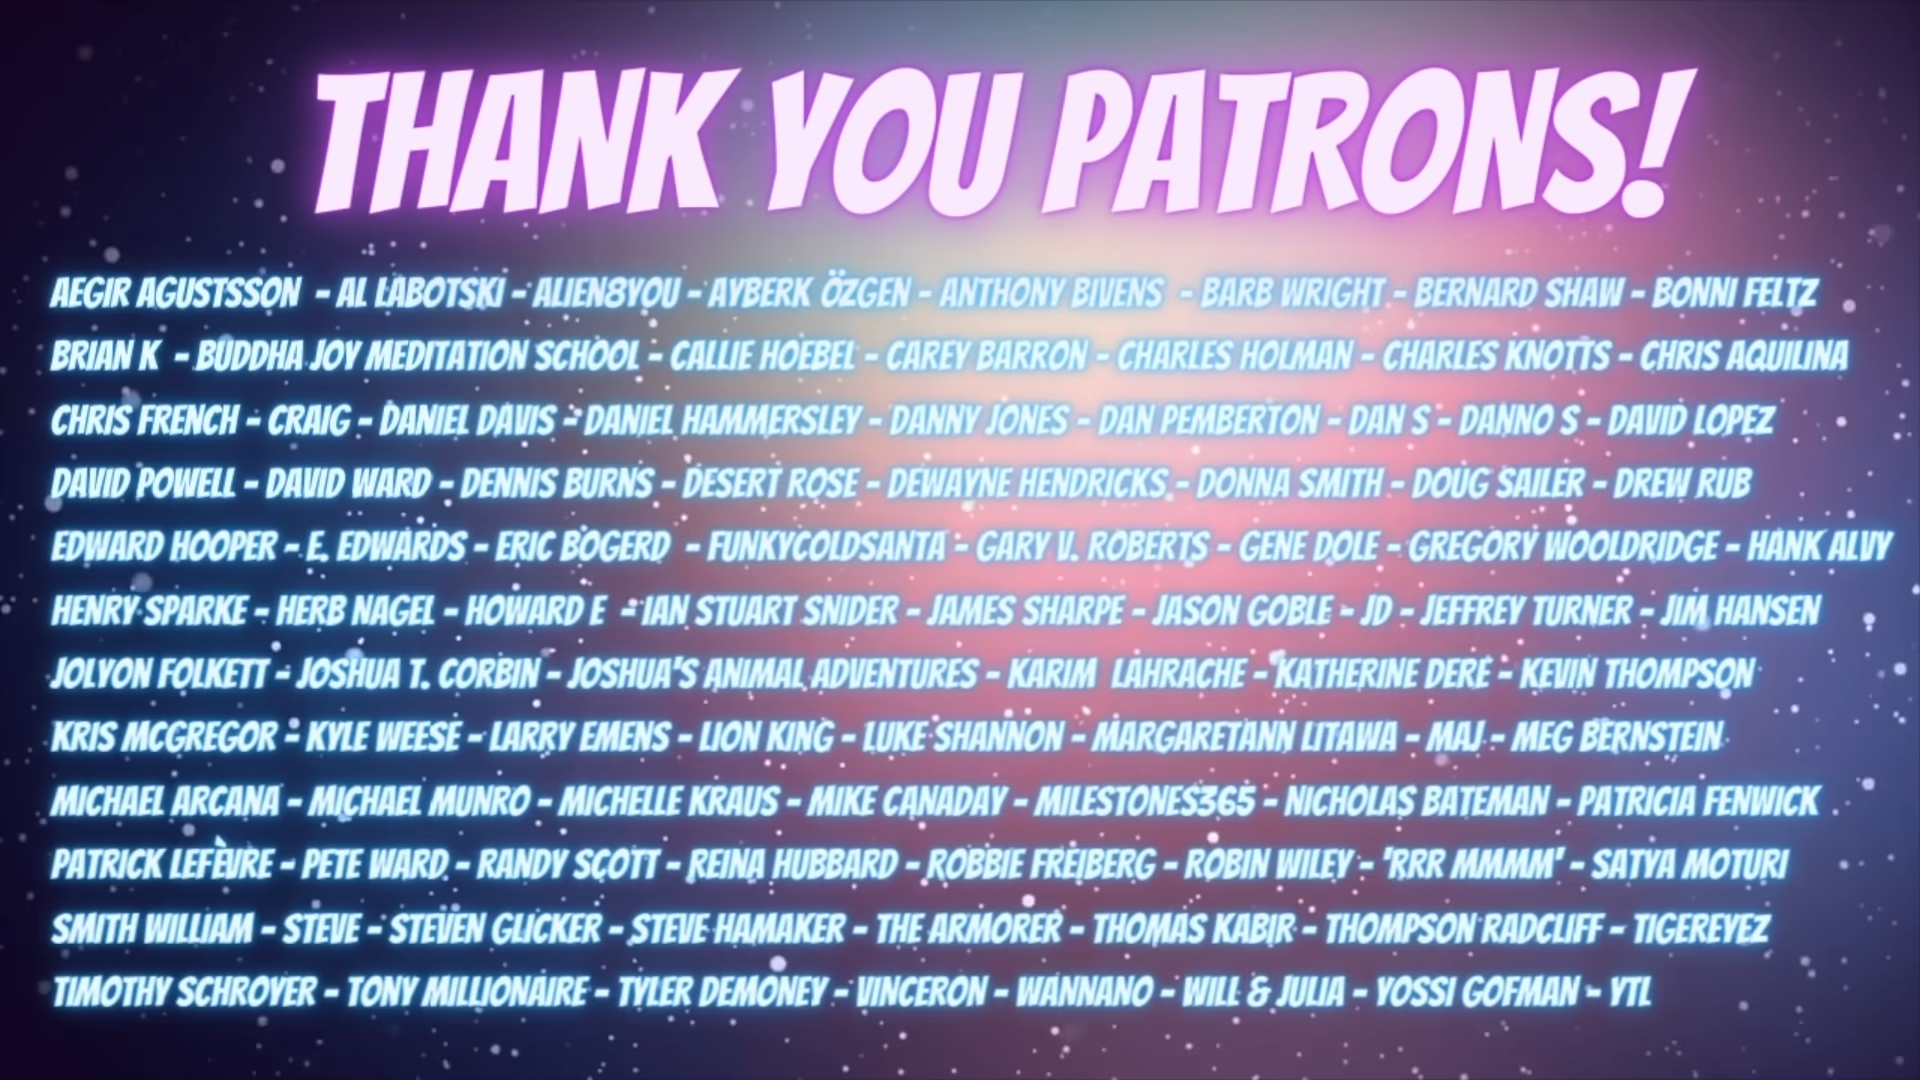 THANK YOU PATRONS!
AEGIR AGUSTSSON - AL LABOTSKI - ALIEN8YOU - AYBERK ÖZGEN - ANTHONY BIVENS - BARB WRIGHT - BERNARD SHAW - BONNI FELTZ
BRIAN K - BUDDHA JOY MEDITATION SCHOOL - CALLIE HOEBEL - CAREY BARRON - CHARLES HOLMAN - CHARLES KNOTTS - CHRIS AQUILINA
CHRIS FRENCH - CRAIG - DANIEL DAVIS - DANIEL HAMMERSLEY - DANNY JONES - DAN PEMBERTON - DAN S - DANNO S - DAVID LOPEZ
DAVID POWELL - DAVID WARD - DENNIS BURNS - DESERT ROSE - DEWAYNE HENDRICKS - DONNA SMITH - DOUG SAILER - DREW RUB
EDWARD HOOPER - E. EDWARDS - ERIC BOGERD - FUNKYCOLDSANTA - GARY V. ROBERTS - GENE DOLE - GREGORY WOOLDRIDGE - HANK ALVY
HENRY SPARKE - HERB NAGEL - HOWARD E - IAN STUART SNIDER - JAMES SHARPE - JASON GOBLE - JD - JEFFREY TURNER - JIM HANSEN
JOLYON FOLKETT - JOSHUA T. CORBIN - JOSHUA'S ANIMAL ADVENTURES - KARIM LAHRACHE - KATHERINE DERE - KEVIN THOMPSON
KRIS MCGREGOR - KYLE WEESE - LARRY EMENS - LION KING - LUKE SHANNON - MARGARETANN LITAWA - MAJ - MEG BERNSTEIN
MICHAEL ARCANA - MICHAEL MUNRO - MICHELLE KRAUS - MIKE CANADAY - MILESTONES365 - NICHOLAS BATEMAN - PATRICIA FENWICK
PATRICK LEFÈVRE - PETE WARD - RANDY SCOTT - REINA HUBBARD - ROBBIE FREIBERG - ROBIN WILEY - 'RRR MMMM' - SATYA MOTURI
SMITH WILLIAM - STEVE - STEVEN GLICKER - STEVE HAMAKER - THE ARMORER - THOMAS KABIR - THOMPSON RADCLIFF - TIGEREYEZ
TIMOTHY SCHROYER - TONY MILLIONAIRE - TYLER DEMONEY - VINCERON - WANNANO - WILL & JULIA - YOSSI GOFMAN - YTL